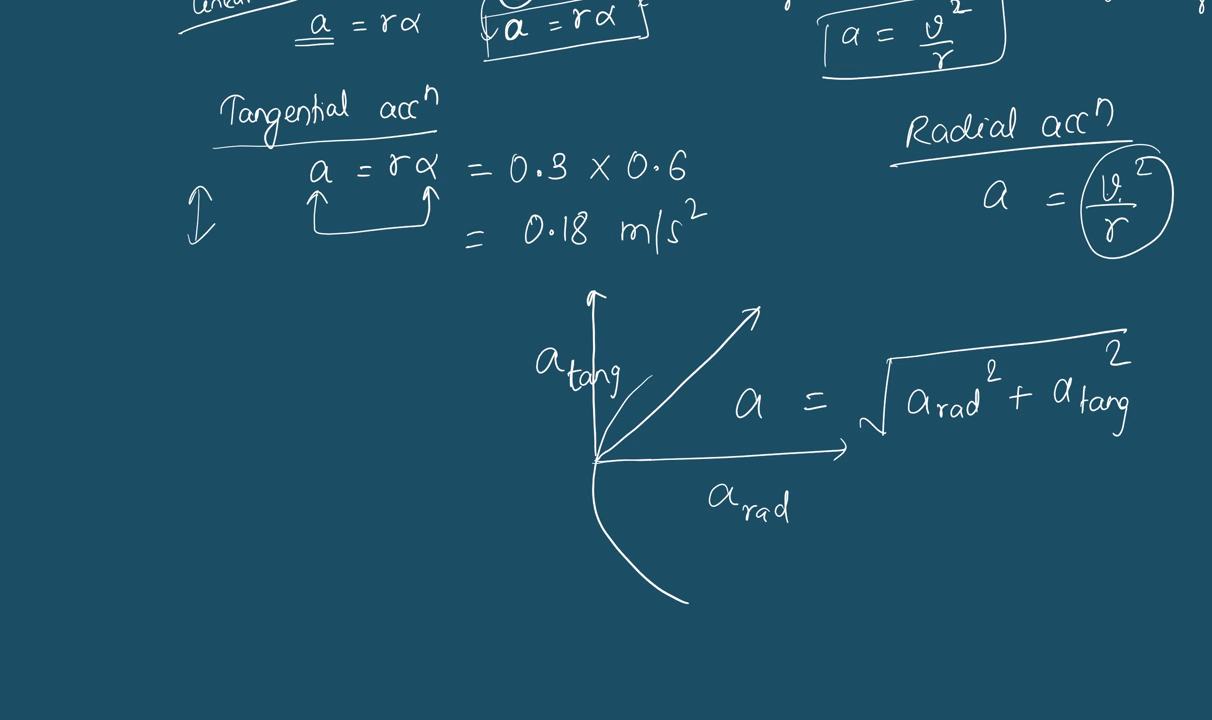 linear
a = rα
a = rα
a = v²/r
Tangential accⁿ
a = rα = 0.3 × 0.6
= 0.18 m/s²
Radial accⁿ
a = v²/r
a_tang
a = √(a_rad² + a_tang²)
a_rad